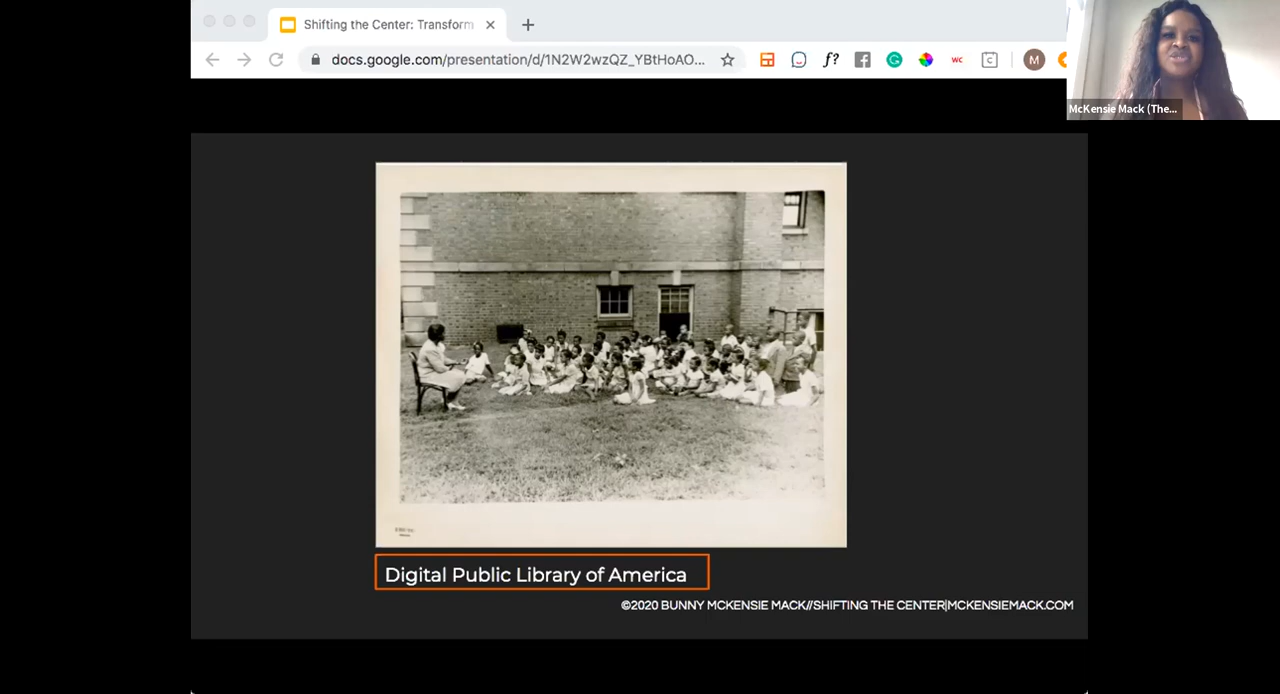 Shifting the Center: Transform
docs.google.com/presentation/d/1N2W2wzQZ_YBtHoAO...
f?
WC
C
M
McKensie Mack (The...
Digital Public Library of America
©2020 BUNNY MCKENSIE MACK//SHIFTING THE CENTER|MCKENSIEMACK.COM